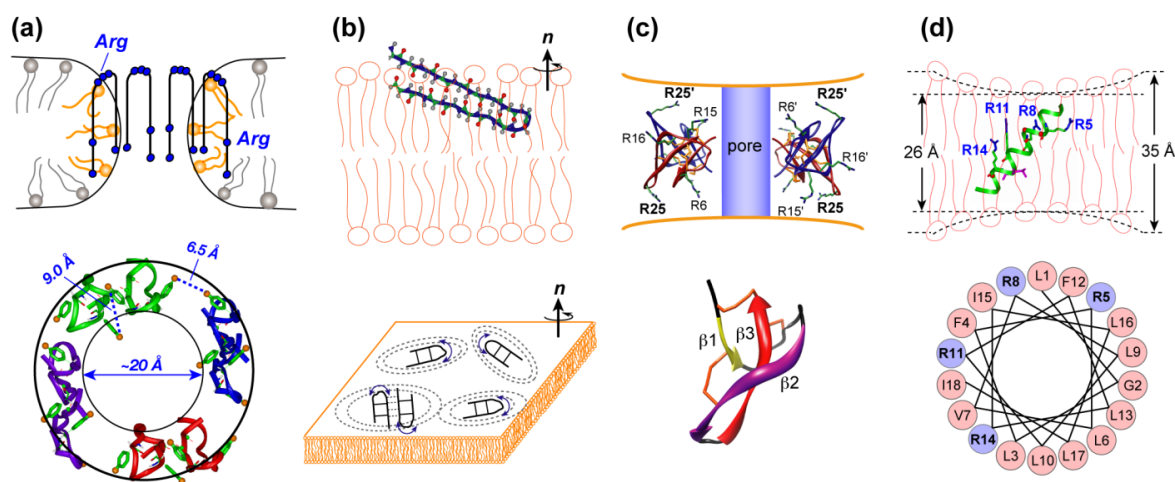 (a)
Arg
Arg
9.0 Å
6.5 Å
~20 Å
(b)
n
n
(c)
R25'
R25'
R15
R6'
R16
pore
R16'
R25
R6
R15'
R25
β1
β3
β2
(d)
R11
R8
R5
R14
26 Å
35 Å
R8
L1
F12
I15
R5
F4
L16
R11
L9
I18
G2
V7
L13
R14
L6
L3
L10
L17